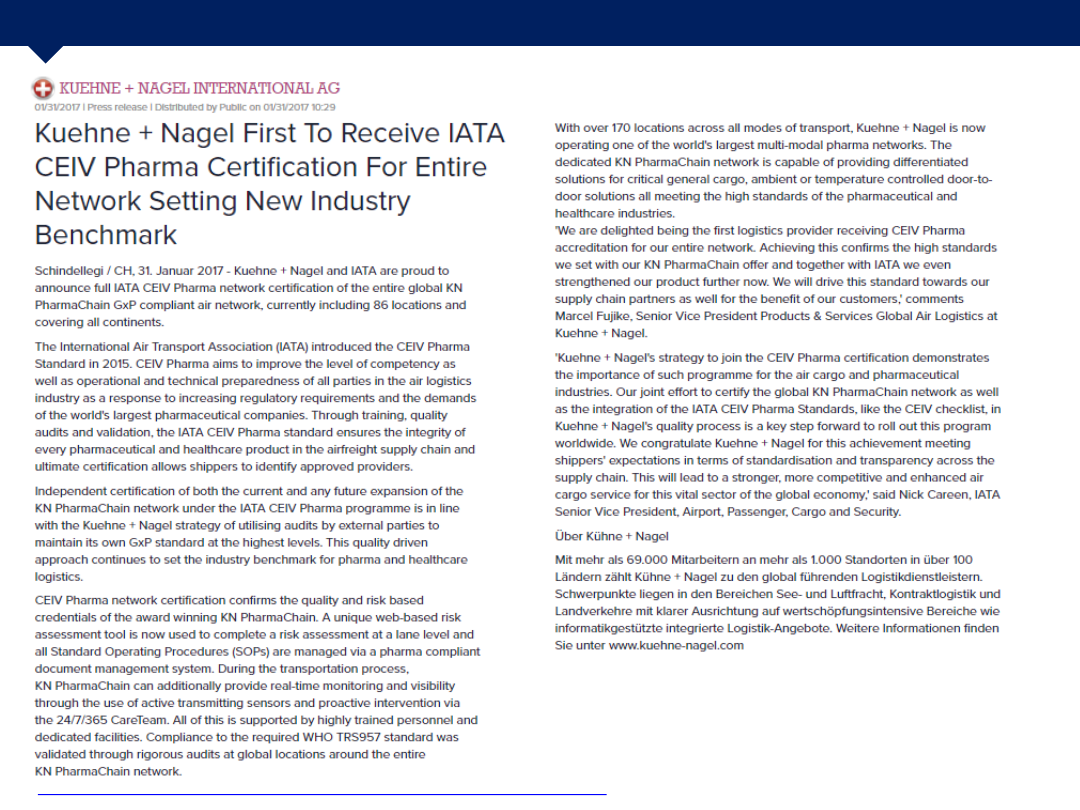 KUEHNE + NAGEL INTERNATIONAL AG
01/31/2017 | Press release | Distributed by Public on 01/31/2017 10:29
Kuehne + Nagel First To Receive IATA
CEIV Pharma Certification For Entire
Network Setting New Industry
Benchmark
Schindellegi / CH, 31. Januar 2017 - Kuehne + Nagel and IATA are proud to
announce full IATA CEIV Pharma network certification of the entire global KN
PharmaChain GxP compliant air network, currently including 86 locations and
covering all continents.
The International Air Transport Association (IATA) introduced the CEIV Pharma
Standard in 2015. CEIV Pharma aims to improve the level of competency as
well as operational and technical preparedness of all parties in the air logistics
industry as a response to increasing regulatory requirements and the demands
of the world's largest pharmaceutical companies. Through training, quality
audits and validation, the IATA CEIV Pharma standard ensures the integrity of
every pharmaceutical and healthcare product in the airfreight supply chain and
ultimate certification allows shippers to identify approved providers.
Independent certification of both the current and any future expansion of the
KN PharmaChain network under the IATA CEIV Pharma programme is in line
with the Kuehne + Nagel strategy of utilising audits by external parties to
maintain its own GxP standard at the highest levels. This quality driven
approach continues to set the industry benchmark for pharma and healthcare
logistics.
CEIV Pharma network certification confirms the quality and risk based
credentials of the award winning KN PharmaChain. A unique web-based risk
assessment tool is now used to complete a risk assessment at a lane level and
all Standard Operating Procedures (SOPs) are managed via a pharma compliant
document management system. During the transportation process,
KN PharmaChain can additionally provide real-time monitoring and visibility
through the use of active transmitting sensors and proactive intervention via
the 24/7/365 CareTeam. All of this is supported by highly trained personnel and
dedicated facilities. Compliance to the required WHO TRS957 standard was
validated through rigorous audits at global locations around the entire
KN PharmaChain network.
With over 170 locations across all modes of transport, Kuehne + Nagel is now
operating one of the world's largest multi-modal pharma networks. The
dedicated KN PharmaChain network is capable of providing differentiated
solutions for critical general cargo, ambient or temperature controlled door-to-
door solutions all meeting the high standards of the pharmaceutical and
healthcare industries.
'We are delighted being the first logistics provider receiving CEIV Pharma
accreditation for our entire network. Achieving this confirms the high standards
we set with our KN PharmaChain offer and together with IATA we even
strengthened our product further now. We will drive this standard towards our
supply chain partners as well for the benefit of our customers,' comments
Marcel Fujike, Senior Vice President Products & Services Global Air Logistics at
Kuehne + Nagel.
'Kuehne + Nagel's strategy to join the CEIV Pharma certification demonstrates
the importance of such programme for the air cargo and pharmaceutical
industries. Our joint effort to certify the global KN PharmaChain network as well
as the integration of the IATA CEIV Pharma Standards, like the CEIV checklist, in
Kuehne + Nagel's quality process is a key step forward to roll out this program
worldwide. We congratulate Kuehne + Nagel for this achievement meeting
shippers' expectations in terms of standardisation and transparency across the
supply chain. This will lead to a stronger, more competitive and enhanced air
cargo service for this vital sector of the global economy,' said Nick Careen, IATA
Senior Vice President, Airport, Passenger, Cargo and Security.
Über Kühne + Nagel
Mit mehr als 69.000 Mitarbeitern an mehr als 1.000 Standorten in über 100
Ländern zählt Kühne + Nagel zu den global führenden Logistikdienstleistern.
Schwerpunkte liegen in den Bereichen See- und Luftfracht, Kontraktlogistik und
Landverkehre mit klarer Ausrichtung auf wertschöpfungsintensive Bereiche wie
informatikgestützte integrierte Logistik-Angebote. Weitere Informationen finden
Sie unter www.kuehne-nagel.com